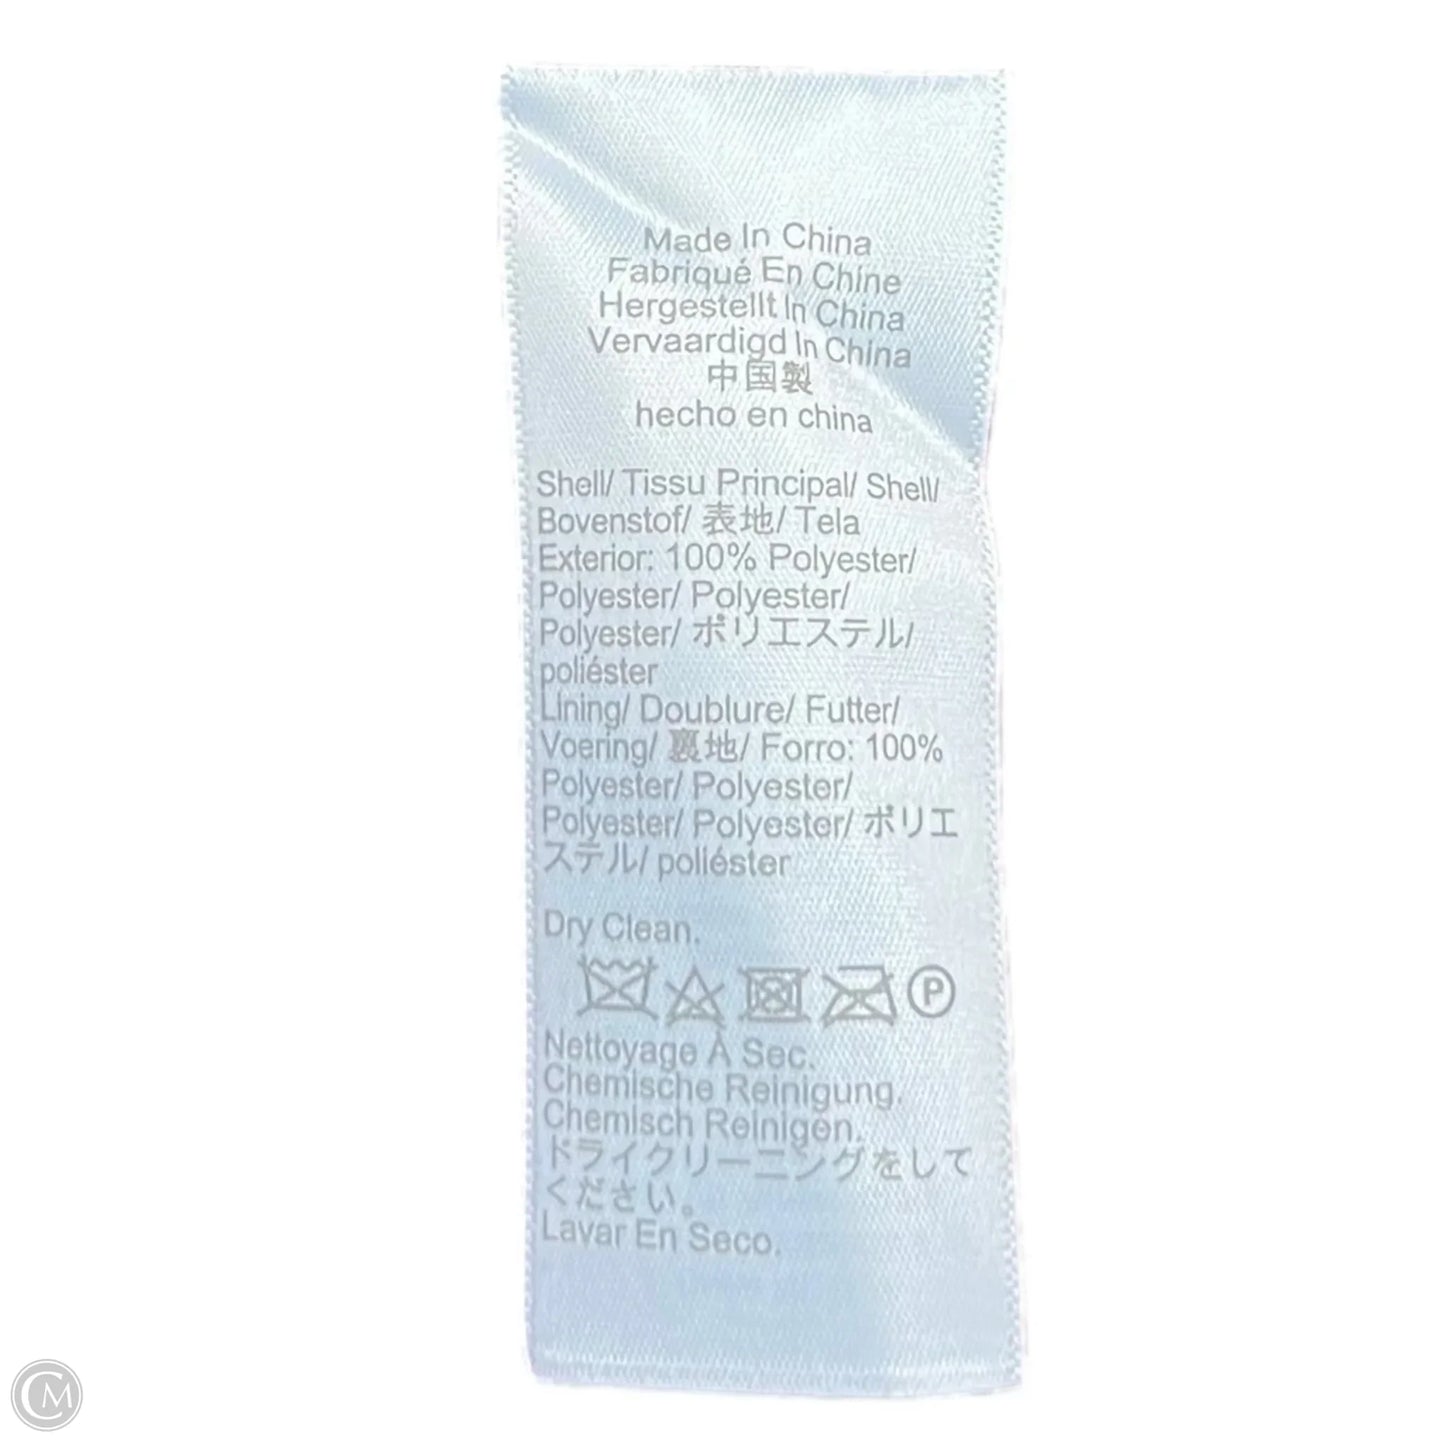 Made In China
Fabriqué En Chine
Hergestellt In China
Vervaardigd In China
中国製
hecho en china
Shell/ Tissu Principal/ Shell/
Bovenstof/ 表地/ Tela
Exterior: 100% Polyester/
Polyester/ Polyester/
Polyester/ ポリエステル/
poliéster
Lining/ Doublure/ Futter/
Voering/ 裏地/ Forro: 100%
Polyester/ Polyester/
Polyester/ Polyester/ ポリエ
ステル/ poliéster
Dry Clean.
P
Nettoyage À Sec.
Chemische Reinigung.
Chemisch Reinigen.
ドライクリーニングをして
ください。
Lavar En Seco.
CM